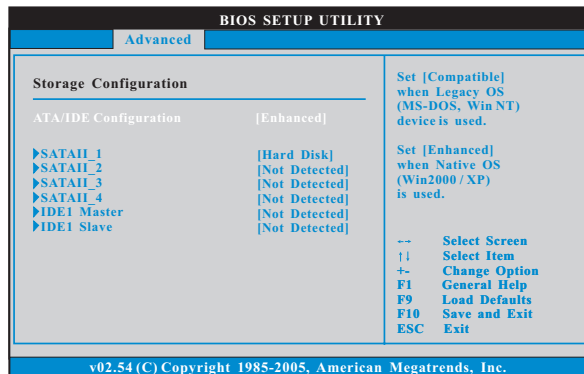 BIOS SETUP UTILITY
Advanced
Storage Configuration
ATA/IDE Configuration [Enhanced]
SATAII_1 [Hard Disk]
SATAII_2 [Not Detected]
SATAII_3 [Not Detected]
SATAII_4 [Not Detected]
IDE1 Master [Not Detected]
IDE1 Slave [Not Detected]
Set [Compatible]
when Legacy OS
(MS-DOS, Win NT)
device is used.
Set [Enhanced]
when Native OS
(Win2000 / XP)
is used.
←→ Select Screen
↑↓ Select Item
+- Change Option
F1 General Help
F9 Load Defaults
F10 Save and Exit
ESC Exit
v02.54 (C) Copyright 1985-2005, American Megatrends, Inc.